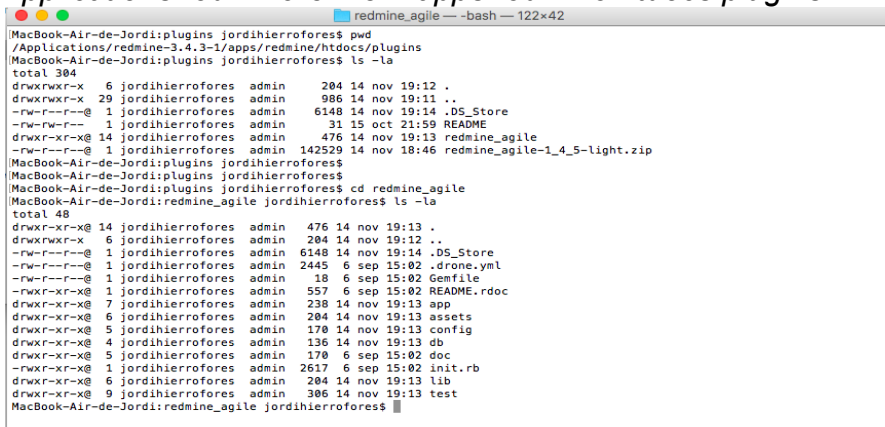 redmine_agile — -bash — 122×42
[MacBook-Air-de-Jordi:plugins jordihierrofores$ pwd
/Applications/redmine-3.4.3-1/apps/redmine/htdocs/plugins
[MacBook-Air-de-Jordi:plugins jordihierrofores$ ls -la
total 304
drwxrwxr-x   6 jordihierrofores  admin     204 14 nov 19:12 .
drwxrwxr-x  29 jordihierrofores  admin     986 14 nov 19:11 ..
-rw-r--r--@  1 jordihierrofores  admin    6148 14 nov 19:14 .DS_Store
-rw-rw-r--   1 jordihierrofores  admin      31 15 oct 21:59 README
drwxr-xr-x@ 14 jordihierrofores  admin     476 14 nov 19:13 redmine_agile
-rw-r--r--@  1 jordihierrofores  admin  142529 14 nov 18:46 redmine_agile-1_4_5-light.zip
[MacBook-Air-de-Jordi:plugins jordihierrofores$
[MacBook-Air-de-Jordi:plugins jordihierrofores$
[MacBook-Air-de-Jordi:plugins jordihierrofores$ cd redmine_agile
[MacBook-Air-de-Jordi:redmine_agile jordihierrofores$ ls -la
total 48
drwxr-xr-x@ 14 jordihierrofores  admin   476 14 nov 19:13 .
drwxrwxr-x   6 jordihierrofores  admin   204 14 nov 19:12 ..
-rw-r--r--@  1 jordihierrofores  admin  6148 14 nov 19:14 .DS_Store
-rw-r--r--@  1 jordihierrofores  admin  2445  6 sep 15:02 .drone.yml
-rw-r--r--@  1 jordihierrofores  admin    18  6 sep 15:02 Gemfile
-rwxr-xr-x@  1 jordihierrofores  admin   557  6 sep 15:02 README.rdoc
drwxr-xr-x@  7 jordihierrofores  admin   238 14 nov 19:13 app
drwxr-xr-x@  6 jordihierrofores  admin   204 14 nov 19:13 assets
drwxr-xr-x@  5 jordihierrofores  admin   170 14 nov 19:13 config
drwxr-xr-x@  4 jordihierrofores  admin   136 14 nov 19:13 db
drwxr-xr-x@  5 jordihierrofores  admin   170  6 sep 15:02 doc
-rwxr-xr-x@  1 jordihierrofores  admin  2617  6 sep 15:02 init.rb
drwxr-xr-x@  6 jordihierrofores  admin   204 14 nov 19:13 lib
drwxr-xr-x@  9 jordihierrofores  admin   306 14 nov 19:13 test
MacBook-Air-de-Jordi:redmine_agile jordihierrofores$